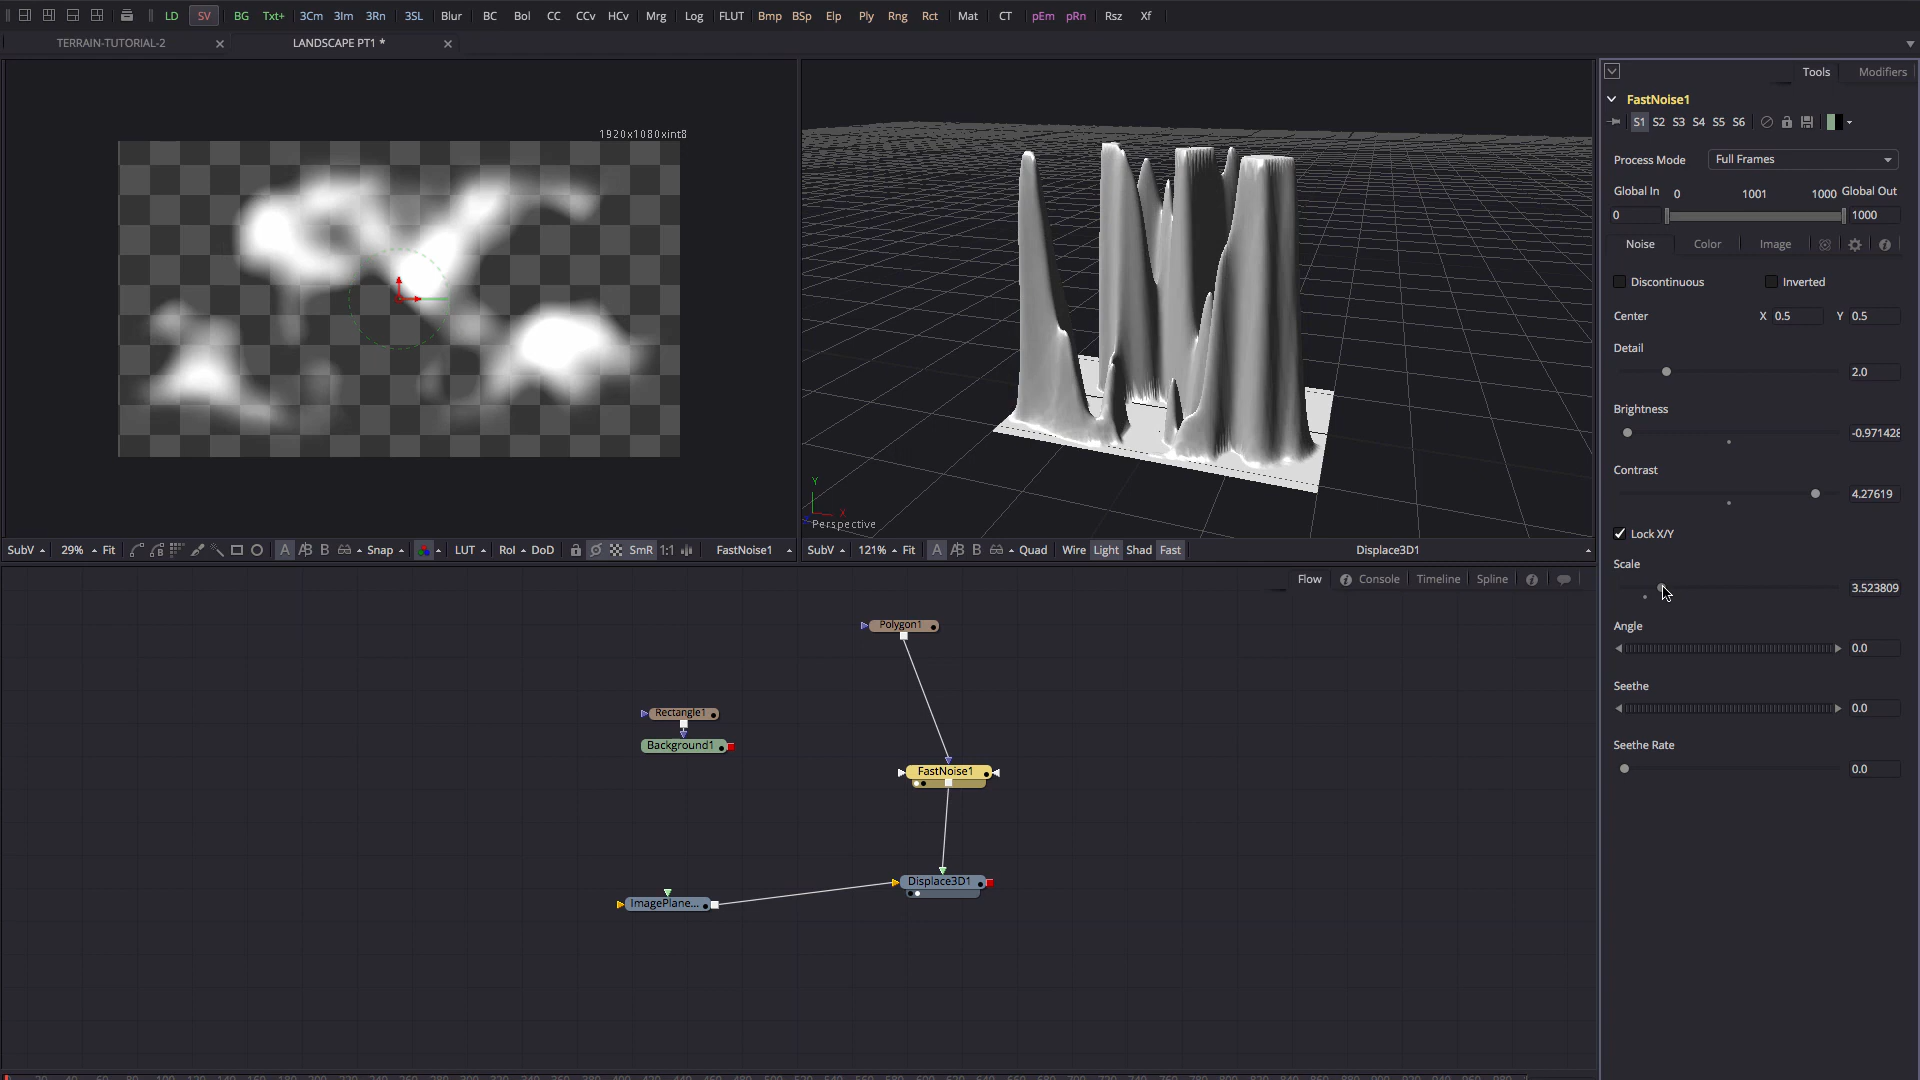 LD SV BG Txt+ 3Cm 3Im 3Rn 3SL Blur BC Bol CC CCv HCv Mrg Log FLUT Bmp BSp Elp Ply Rng Rct Mat CT pEm pRn Rsz Xf
TERRAIN-TUTORIAL-2 LANDSCAPE PT1 *
1920x1080xint8
Y
X
Perspective
SubV 29% Fit A A/B B Snap LUT RoI DoD SmR 1:1 FastNoise1
SubV 121% Fit A A/B B Quad Wire Light Shad Fast Displace3D1
Flow Console Timeline Spline
Polygon1
Rectangle1
Background1
FastNoise1
Displace3D1
ImagePlane...
Tools Modifiers
FastNoise1
S1 S2 S3 S4 S5 S6
Process Mode Full Frames
Global In 0 1001 1000 Global Out
0 1000
Noise Color Image
Discontinuous Inverted
Center X 0.5 Y 0.5
Detail
2.0
Brightness
-0.971428
Contrast
4.27619
Lock X/Y
Scale
3.523809
Angle
0.0
Seethe
0.0
Seethe Rate
0.0